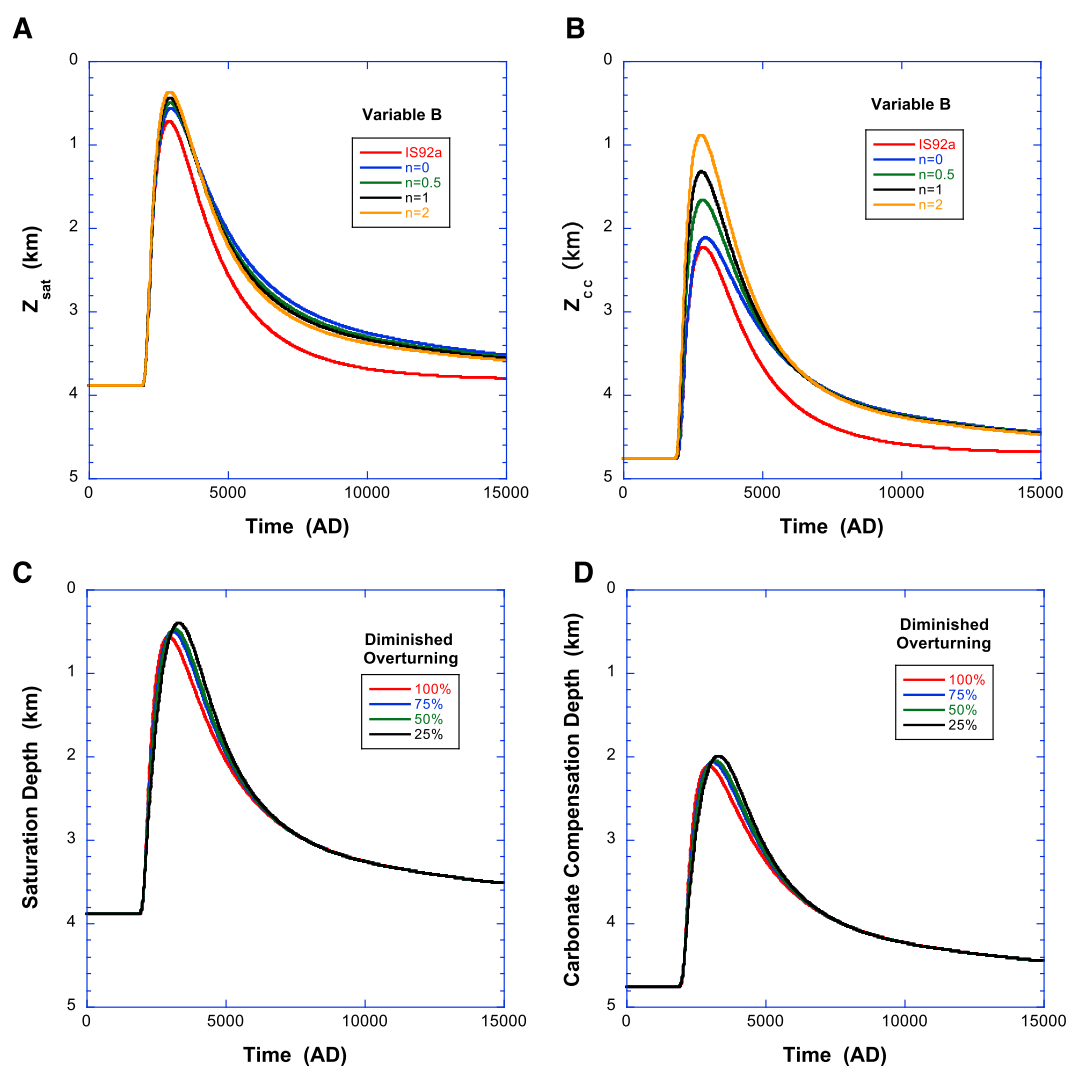 A
B
0
1
2
3
4
5
Z sat (km)
Variable B
IS92a
n=0
n=0.5
n=1
n=2
0
5000
10000
15000
Time (AD)
0
1
2
3
4
5
Z cc (km)
Variable B
IS92a
n=0
n=0.5
n=1
n=2
0
5000
10000
15000
Time (AD)
C
D
0
1
2
3
4
5
Saturation Depth (km)
Diminished
Overturning
100%
75%
50%
25%
0
5000
10000
15000
Time (AD)
0
1
2
3
4
5
Carbonate Compensation Depth (km)
Diminished
Overturning
100%
75%
50%
25%
0
5000
10000
15000
Time (AD)